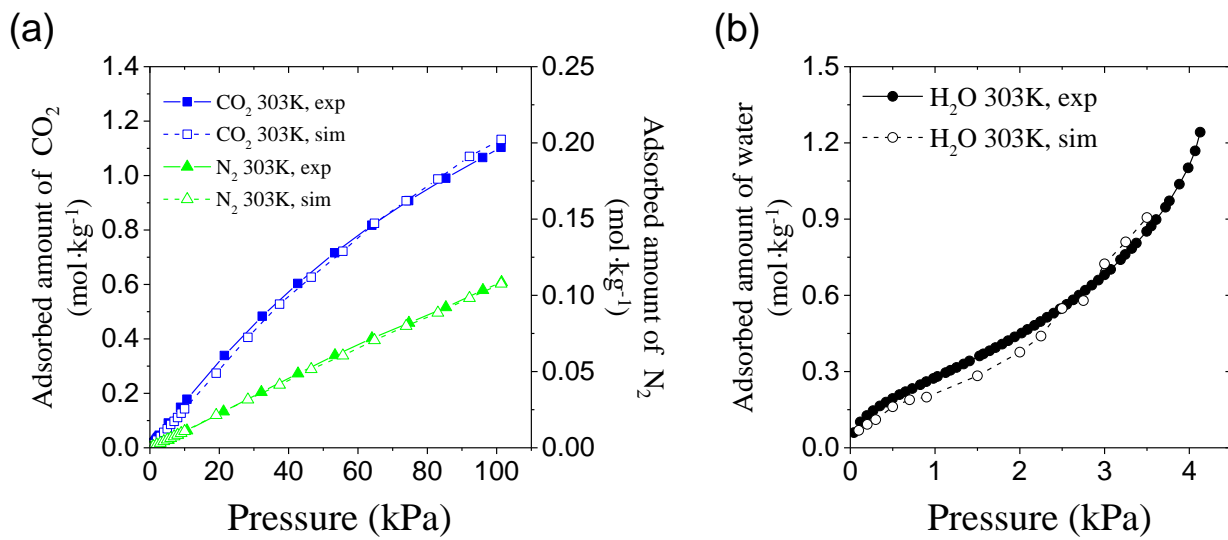 (a)
Adsorbed amount of CO₂
(mol·kg⁻¹)
1.4
1.2
1.0
0.8
0.6
0.4
0.2
0.0
CO₂ 303K, exp
CO₂ 303K, sim
N₂ 303K, exp
N₂ 303K, sim
0.25
0.20
0.15
0.10
0.05
0.00
Adsorbed amount of N₂
(mol·kg⁻¹)
0 20 40 60 80 100
Pressure (kPa)
(b)
Adsorbed amount of water
(mol·kg⁻¹)
1.5
1.2
0.9
0.6
0.3
0.0
H₂O 303K, exp
H₂O 303K, sim
0 1 2 3 4
Pressure (kPa)